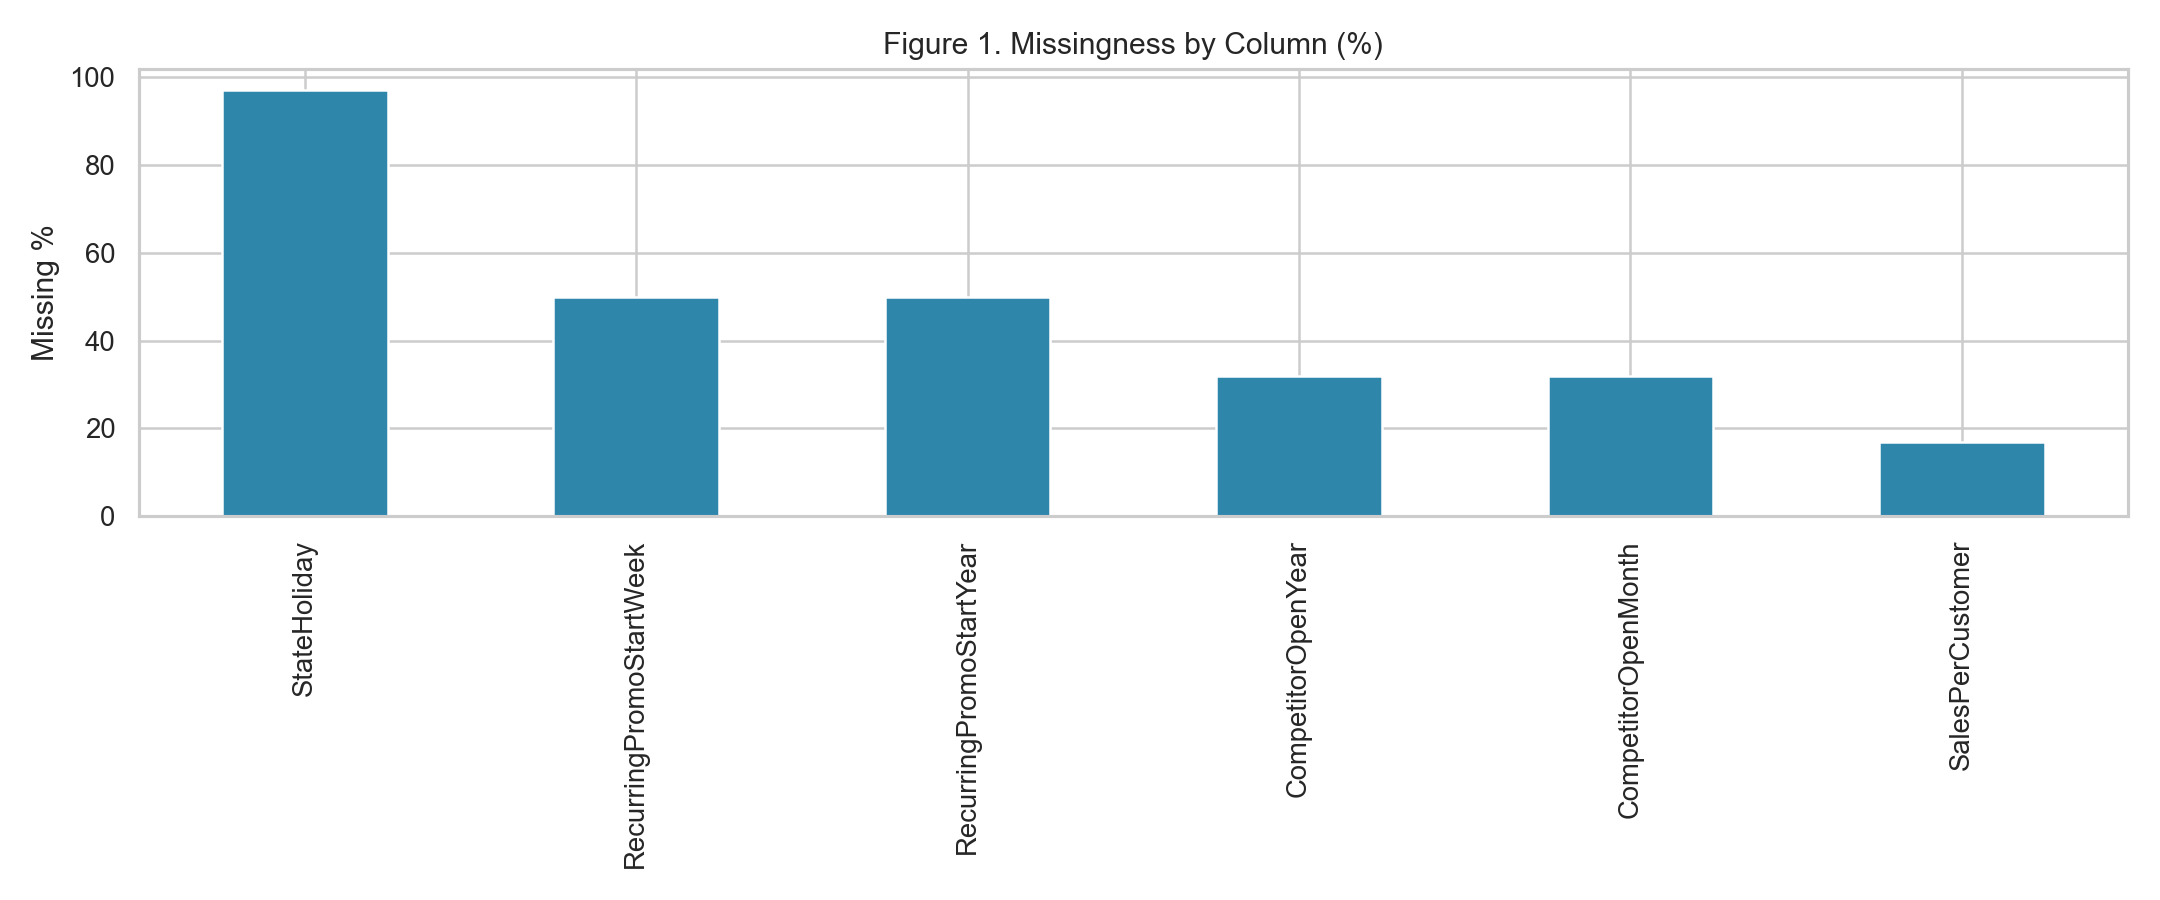 Figure 1. Missingness by Column (%)
Missing %
100
80
60
40
20
0
StateHoliday
RecurringPromoStartWeek
RecurringPromoStartYear
CompetitorOpenYear
CompetitorOpenMonth
SalesPerCustomer